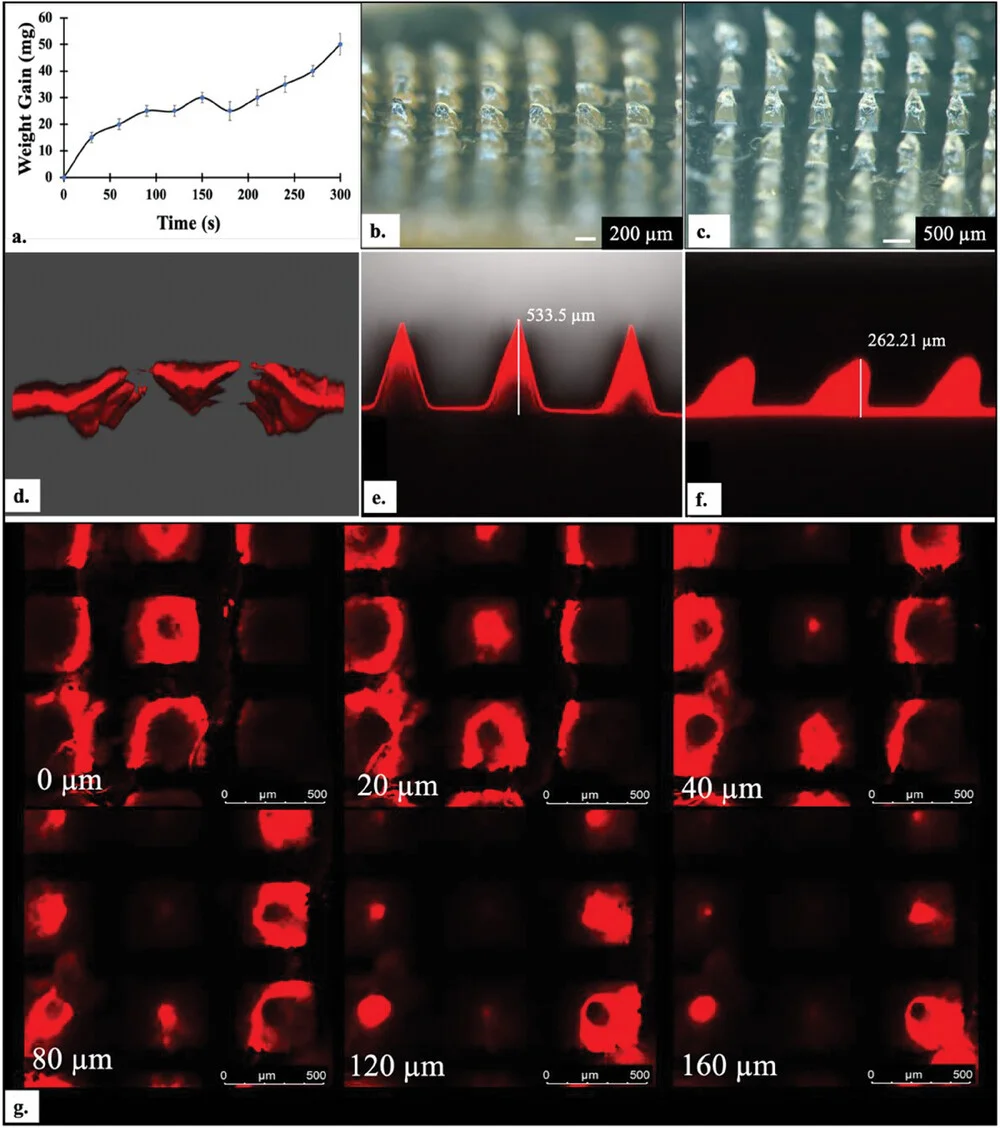 60
50
40
30
20
10
0
Weight Gain (mg)
0 50 100 150 200 250 300
Time (s)
a.
b.
200 µm
c.
500 µm
d.
533.5 µm
e.
262.21 µm
f.
0 µm
0 µm 500
20 µm
0 µm 500
40 µm
0 µm 500
80 µm
0 µm 500
120 µm
0 µm 500
160 µm
0 µm 500
g.